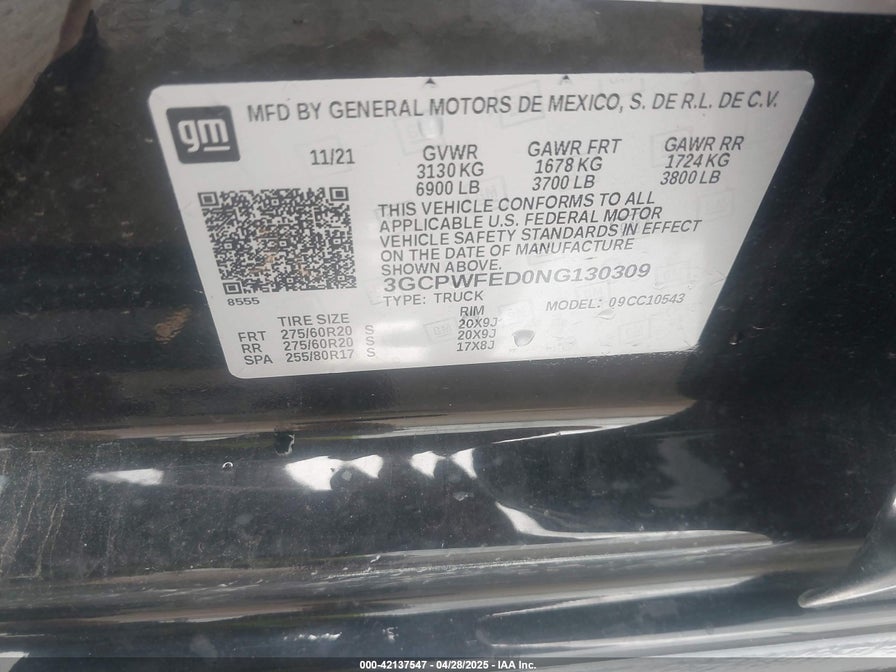 gm
MFD BY GENERAL MOTORS DE MEXICO, S. DE R.L. DE C.V.
11/21 GVWR GAWR FRT GAWR RR
3130 KG 1678 KG 1724 KG
6900 LB 3700 LB 3800 LB
THIS VEHICLE CONFORMS TO ALL
APPLICABLE U.S. FEDERAL MOTOR
VEHICLE SAFETY STANDARDS IN EFFECT
ON THE DATE OF MANUFACTURE
SHOWN ABOVE.
3GCPWFED0NG130309
8555 TYPE: TRUCK MODEL: 09CC10543
TIRE SIZE RIM
FRT 275/60R20 S 20X9J
RR 275/60R20 S 20X9J
SPA 255/80R17 S 17X8J
000-42137547 - 04/28/2025 - IAA Inc.